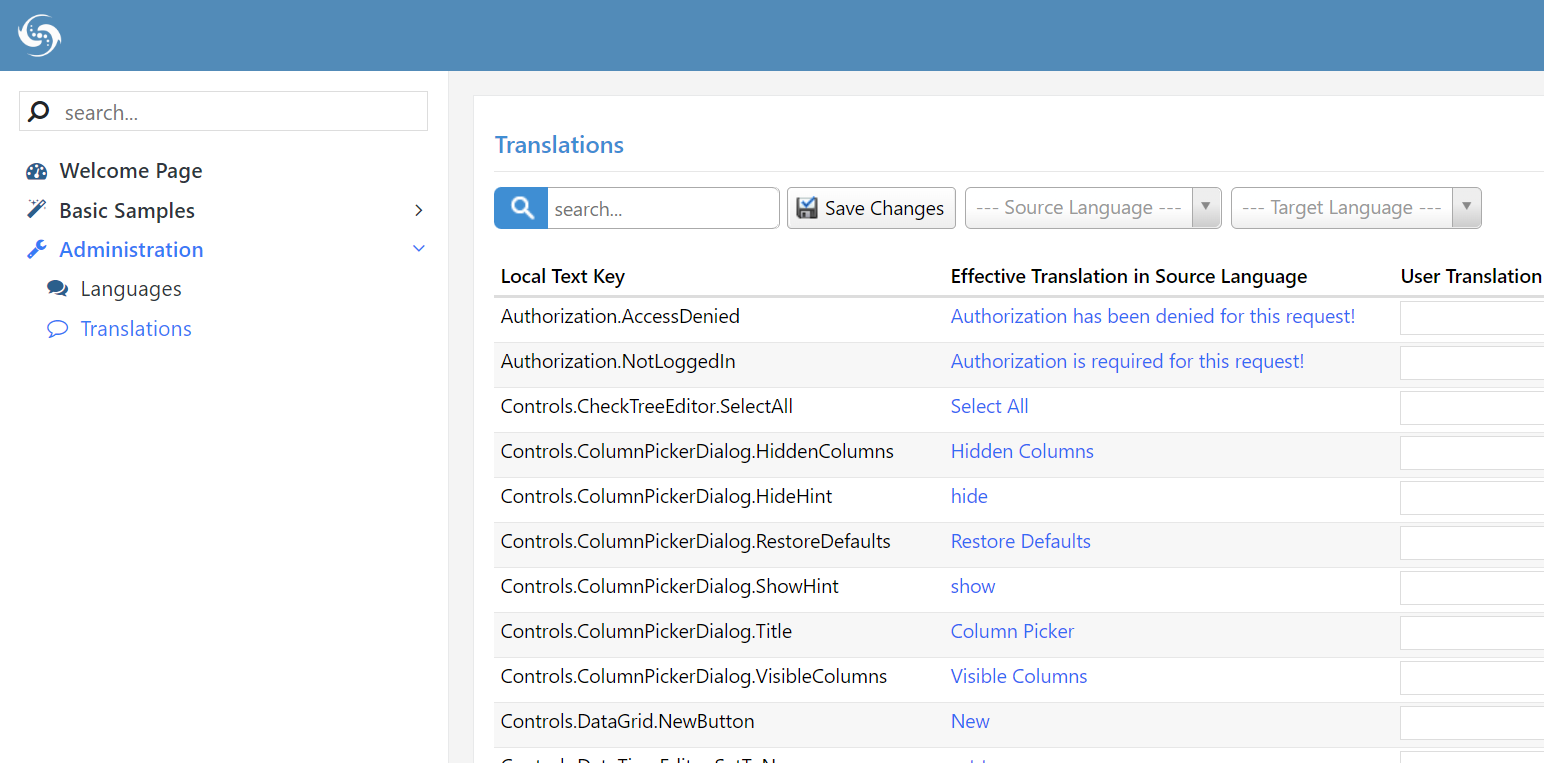 search...
Welcome Page
Basic Samples
Administration
Languages
Translations
Translations
search...
Save Changes
--- Source Language ---
--- Target Language ---
Local Text Key Effective Translation in Source Language User Translation
Authorization.AccessDenied Authorization has been denied for this request!
Authorization.NotLoggedIn Authorization is required for this request!
Controls.CheckTreeEditor.SelectAll Select All
Controls.ColumnPickerDialog.HiddenColumns Hidden Columns
Controls.ColumnPickerDialog.HideHint hide
Controls.ColumnPickerDialog.RestoreDefaults Restore Defaults
Controls.ColumnPickerDialog.ShowHint show
Controls.ColumnPickerDialog.Title Column Picker
Controls.ColumnPickerDialog.VisibleColumns Visible Columns
Controls.DataGrid.NewButton New